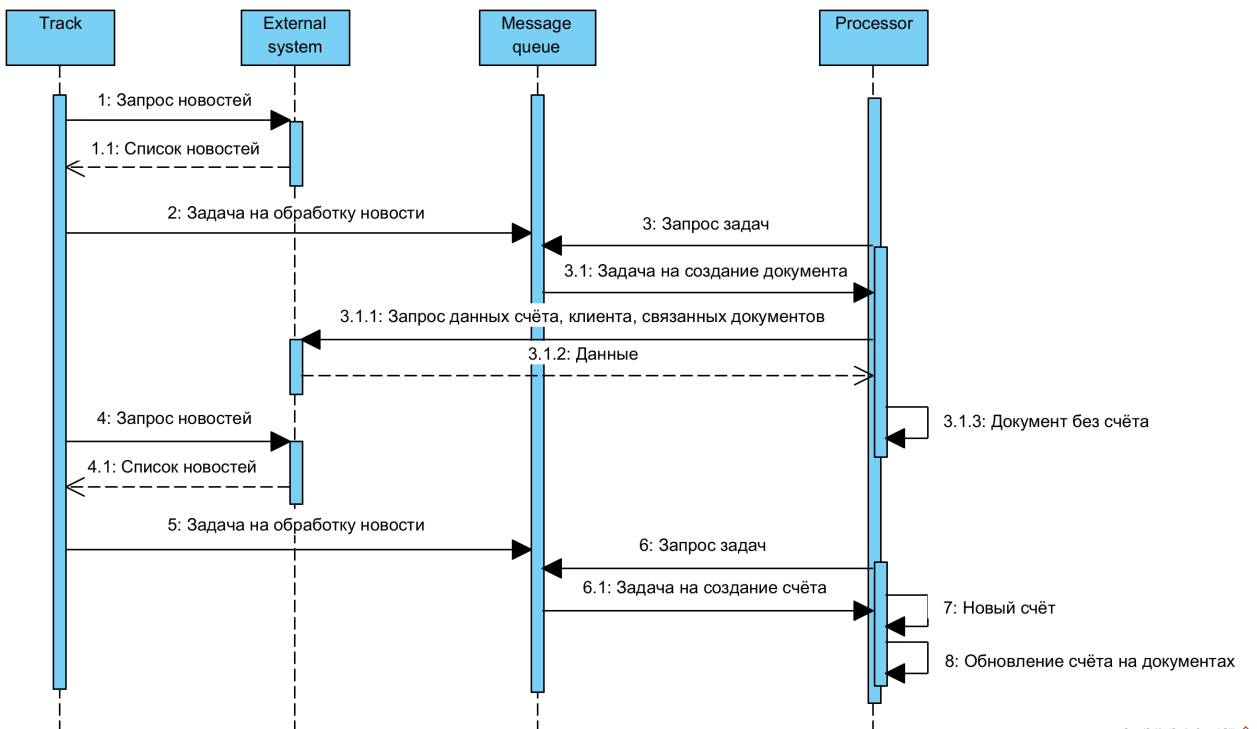 Track
External
system
Message
queue
Processor
1: Запрос новостей
1.1: Список новостей
2: Задача на обработку новости
3: Запрос задач
3.1: Задача на создание документа
3.1.1: Запрос данных счёта, клиента, связанных документов
3.1.2: Данные
4: Запрос новостей
3.1.3: Документ без счёта
4.1: Список новостей
5: Задача на обработку новости
6: Запрос задач
6.1: Задача на создание счёта
7: Новый счёт
8: Обновление счёта на документах